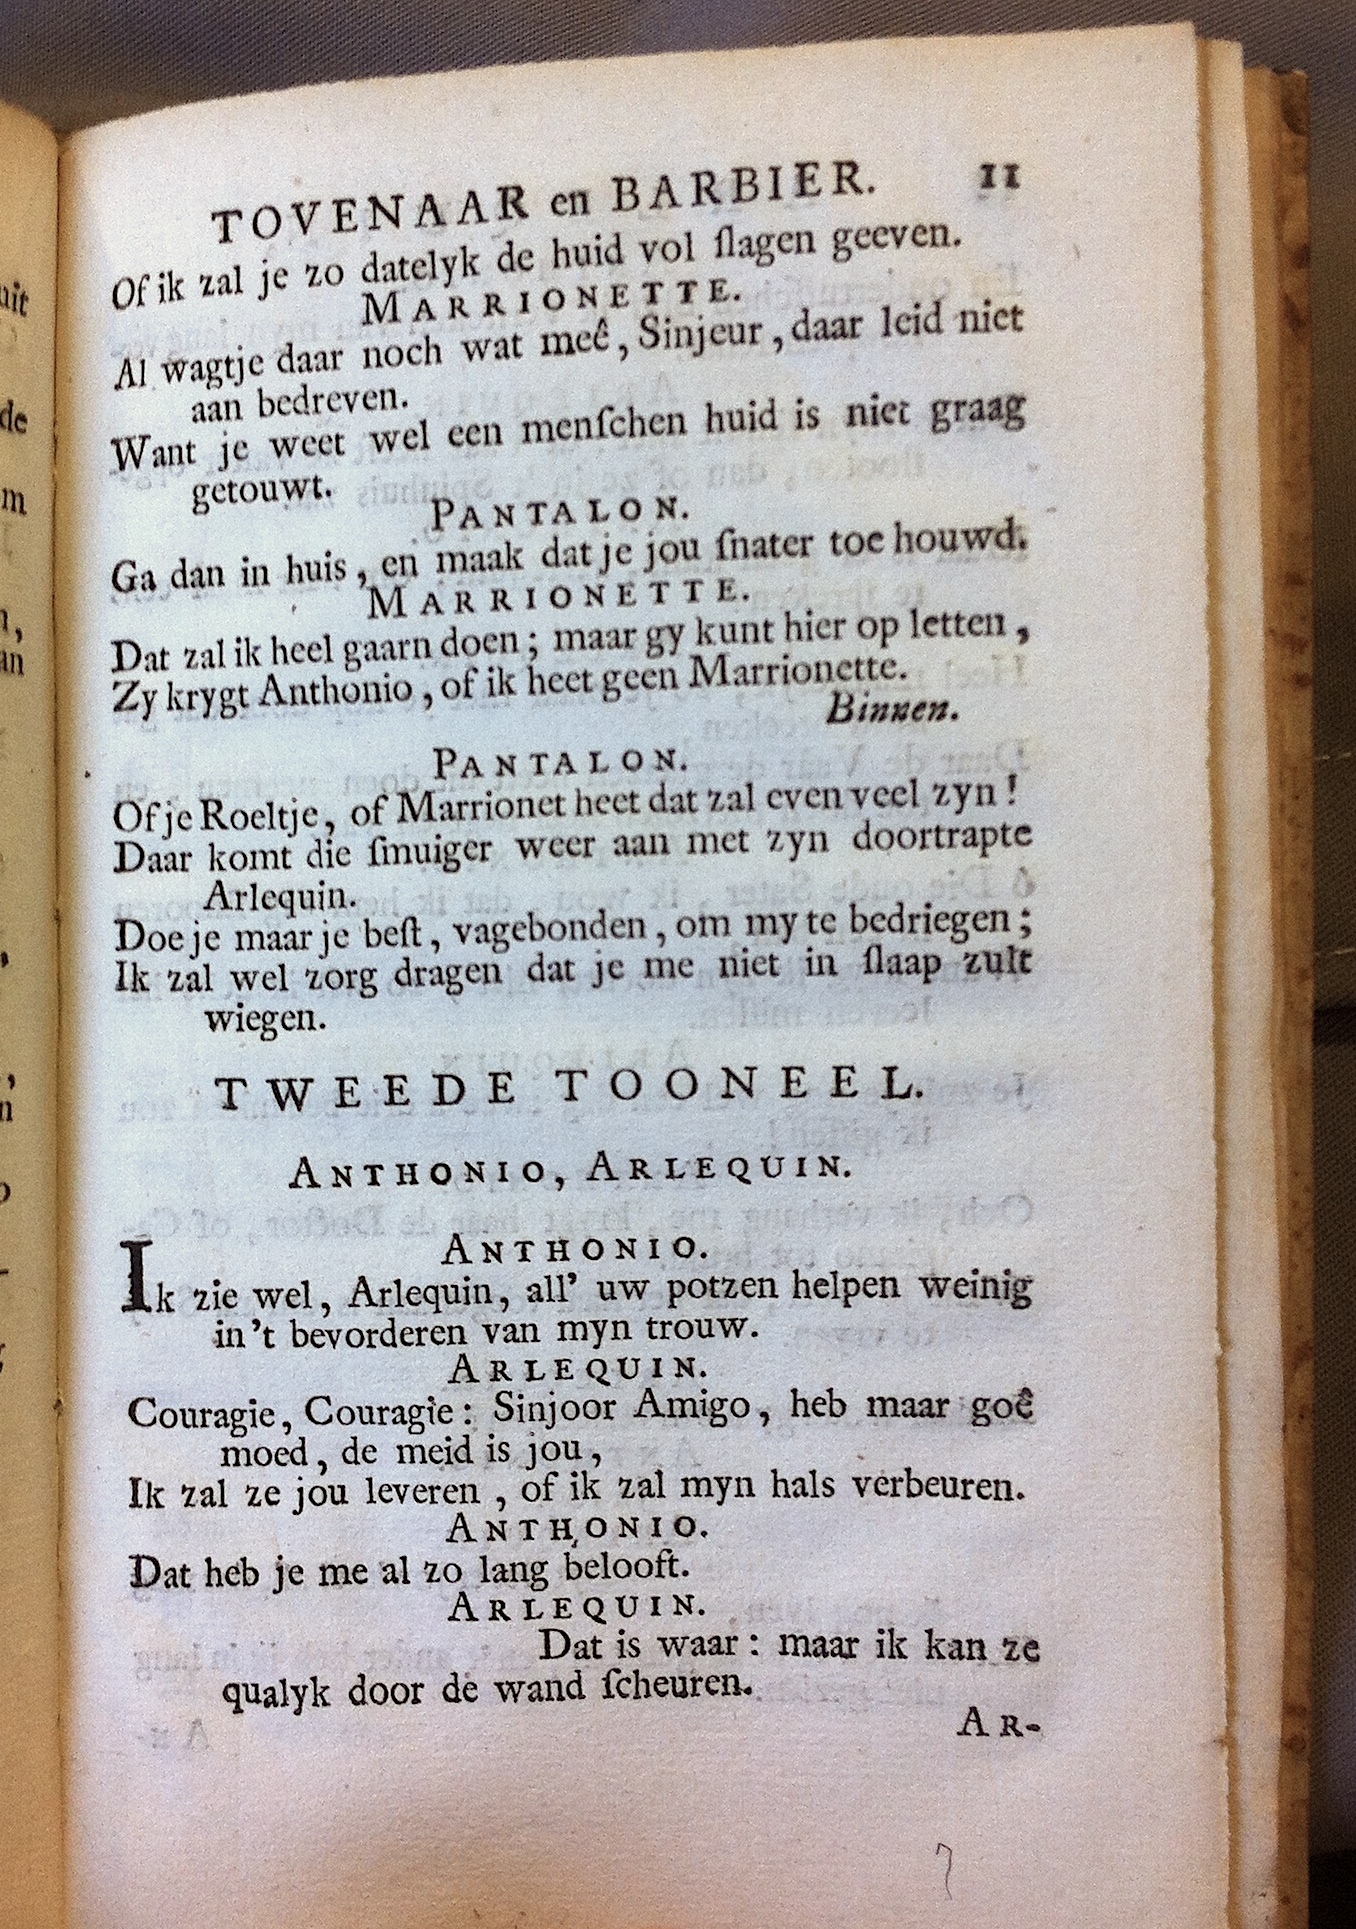 TOVENAAR en BARBIER. 11
Of ik zal je zo datelyk de huid vol ſlagen geeven.
MARRIONETTE.
Al wagtje daar noch wat meê, Sinjeur, daar leid niet
aan bedreven.
Want je weet wel een menſchen huid is niet graag
getouwt.
PANTALON.
Ga dan in huis, en maak dat je jou ſnater toe houwd.
MARRIONETTE.
Dat zal ik heel gaarn doen; maar gy kunt hier op letten,
Zy krygt Anthonio, of ik heet geen Marrionette.
Binnen.
PANTALON.
Of je Roeltje, of Marrionet heet dat zal even veel zyn!
Daar komt die ſmuiger weer aan met zyn doortrapte
Arlequin.
Doe je maar je beſt, vagebonden, om my te bedriegen;
Ik zal wel zorg dragen dat je me niet in ſlaap zult
wiegen.
TWEEDE TOONEEL.
ANTHONIO, ARLEQUIN.
ANTHONIO.
Ik zie wel, Arlequin, all' uw potzen helpen weinig
in 't bevorderen van myn trouw.
ARLEQUIN.
Couragie, Couragie: Sinjoor Amigo, heb maar goê
moed, de meid is jou,
Ik zal ze jou leveren, of ik zal myn hals verbeuren.
ANTHONIO.
Dat heb je me al zo lang belooft.
ARLEQUIN.
Dat is waar: maar ik kan ze
qualyk door de wand ſcheuren.
AR-